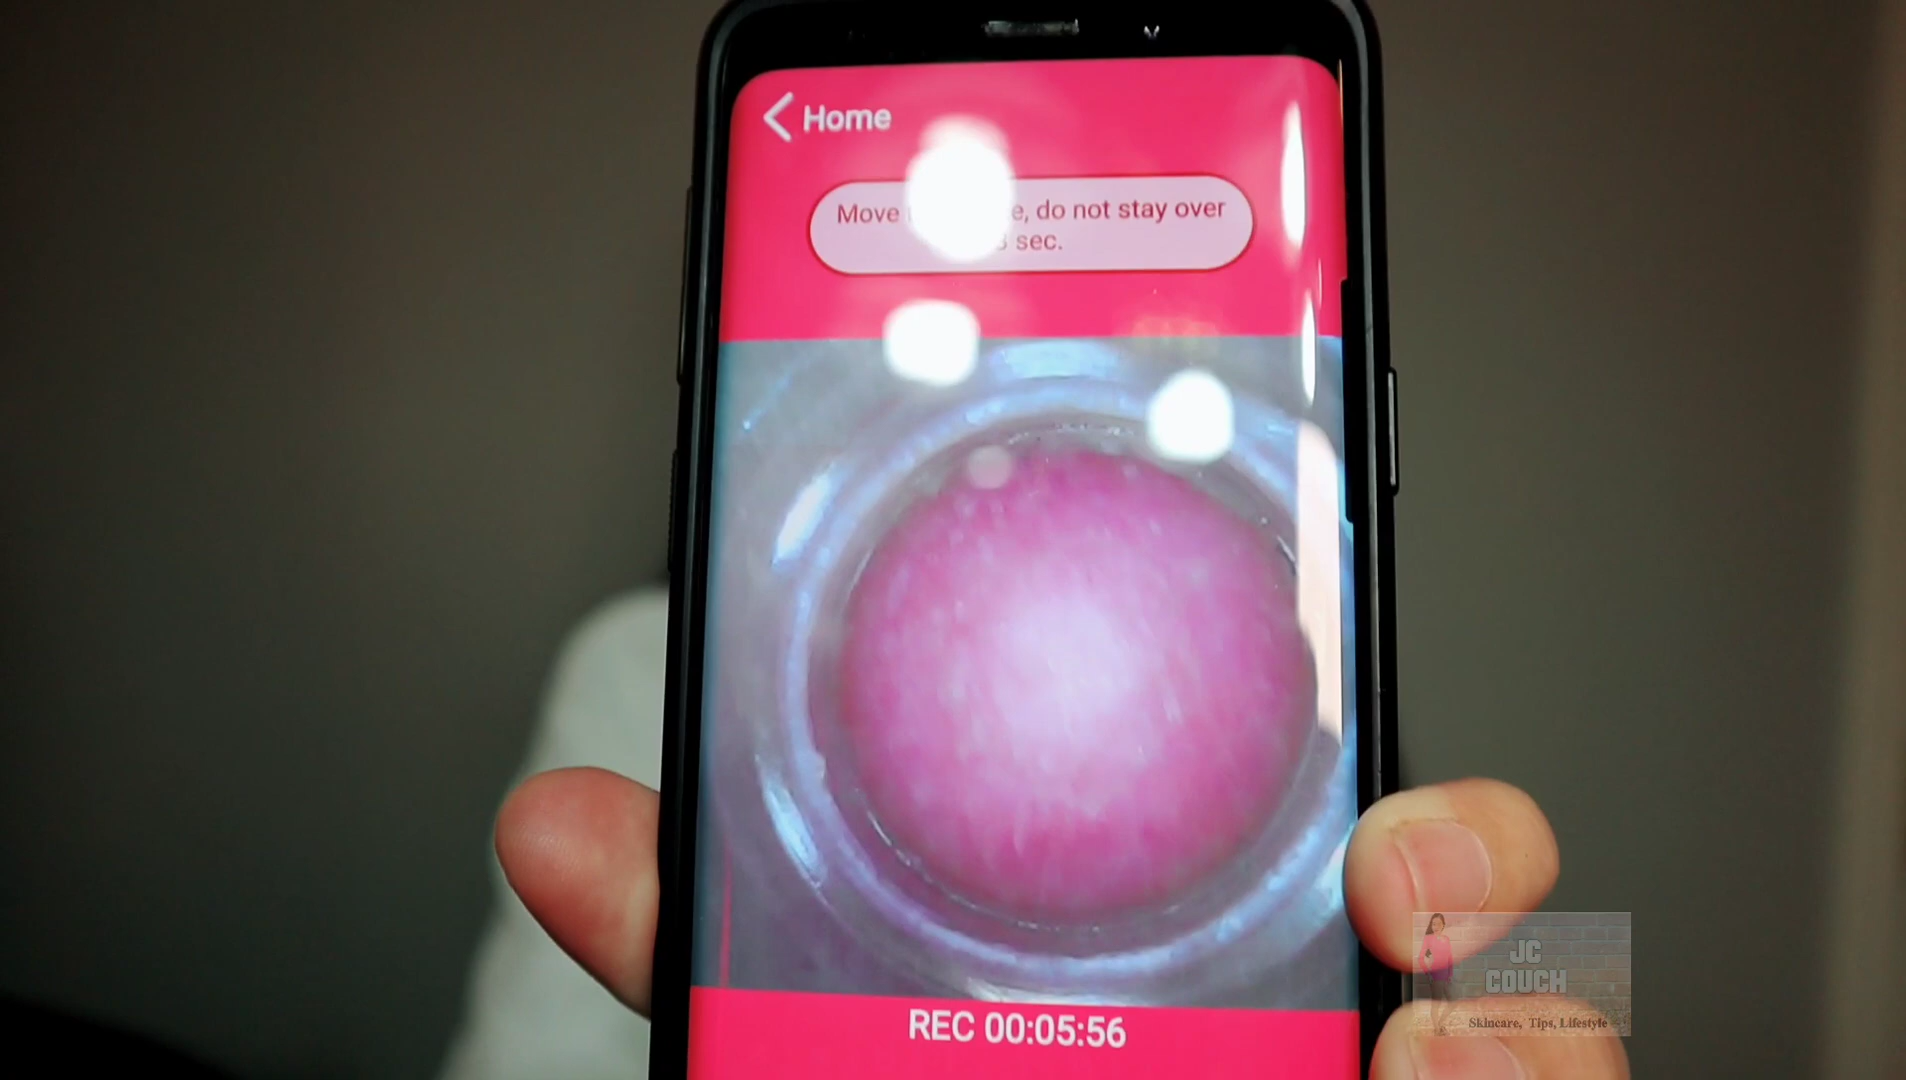 Home
Move do not stay over
sec.
REC 00:05:56
JC
COUCH
Skincare, Tips, Lifestyle